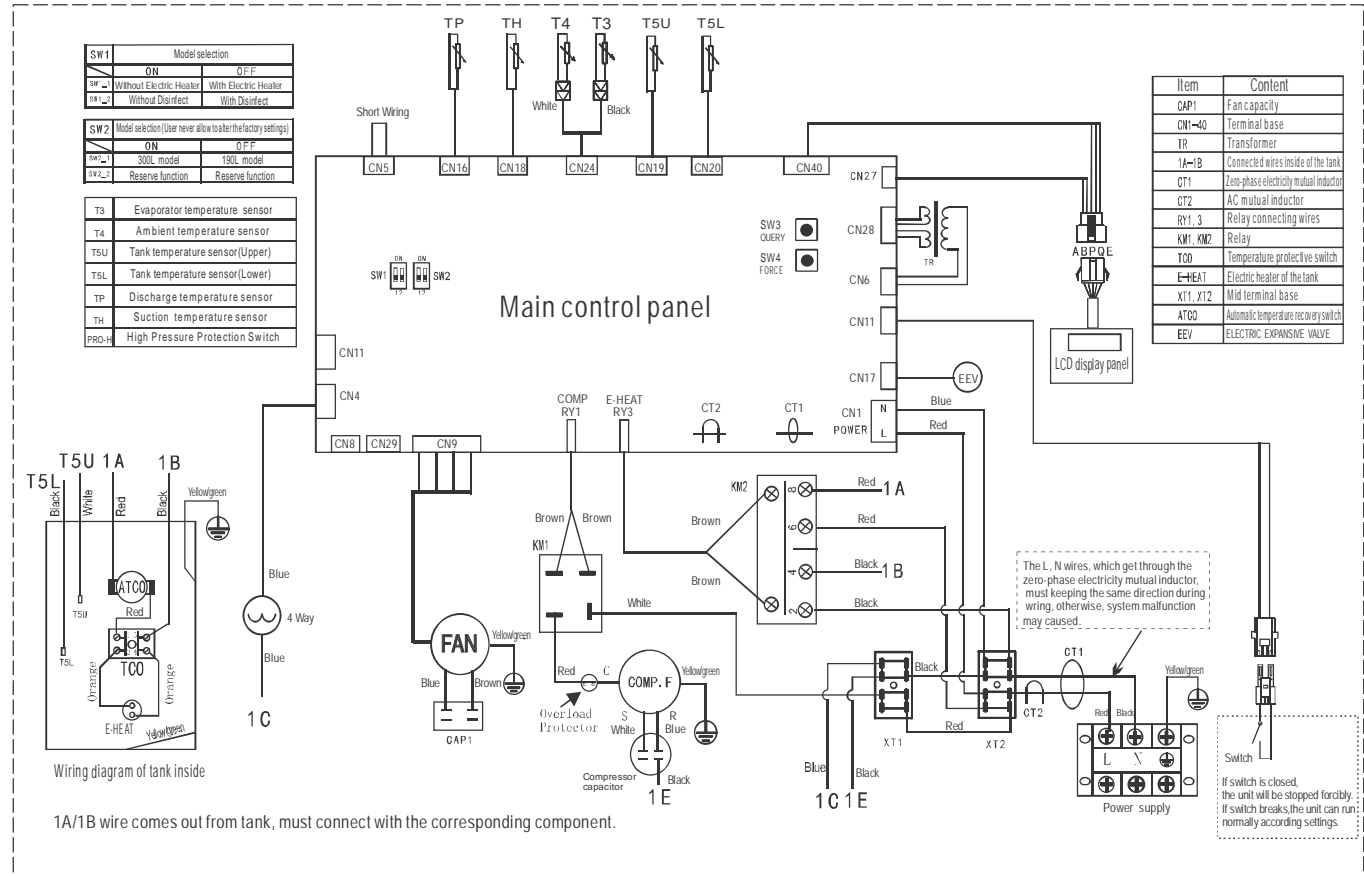 TP TH T4 T3 T5U T5L
SW1 Model selection
ON OFF
SW1_1 Without Electric Heater With Electric Heater
SW1_2 Without Disinfect With Disinfect
SW2 Model selection (User never allow to alter the factory settings)
ON OFF
SW2_1 300L model 190L model
SW2_2 Reserve function Reserve function
T3 Evaporator temperature sensor
T4 Ambient temperature sensor
T5U Tank temperature sensor(Upper)
T5L Tank temperature sensor(Lower)
TP Discharge temperature sensor
TH Suction temperature sensor
PRO-H High Pressure Protection Switch
Short Wiring
White
Black
CN5 CN16 CN18 CN24 CN19 CN20 CN40
CN27
CN28
TR
CN6
CN11
CN17
EEV
CN1
POWER
N
L
Blue
Red
SW3
QUERY
SW4
FORCE
ON ON
SW1 SW2
12 12
Main control panel
CN11
CN4
CN8 CN29 CN9
COMP
RY1
E-HEAT
RY3
CT2
CT1
Item Content
CAP1 Fan capacity
CN1-40 Terminal base
TR Transformer
1A-1B Connected wires inside of the tank
CT1 Zero-phase electricity mutual inductor
CT2 AC mutual inductor
RY1, 3 Relay connecting wires
KM1, KM2 Relay
TCO Temperature protective switch
E-HEAT Electric heater of the tank
XT1, XT2 Mid terminal base
ATCO Automatic temperature recovery switch
EEV ELECTRIC EXPANSIVE VALVE
ABPQE
LCD display panel
T5L T5U 1A 1B
Black
White
Red
Black
Yellow/green
ATCO
Red
T5U
T5L
TCO
Orange
Orange
E-HEAT
Yellow/green
Wiring diagram of tank inside
Blue
4 Way
Blue
1C
FAN
Yellow/green
Blue Brown
CAP1
Brown Brown
KM1
White
Red C
Overload
Protector
COMP. F
Yellow/green
S R
White Blue
Compressor
capacitor
Black
1E
Brown
Brown
KM2
8 Red 1A
6 Red
4 Black 1B
2 Black
Black
Red
XT1 XT2
Blue Black
1C 1E
CT1
CT2
The L, N wires, which get through the
zero-phase electricity mutual inductor,
must keeping the same direction during
wiring, otherwise, system malfunction
may caused.
Red Black
Yellow/green
L N
Power supply
Switch
If switch is closed,
the unit will be stopped forcibly.
If switch breaks,the unit can run
normally according settings.
1A/1B wire comes out from tank, must connect with the corresponding component.